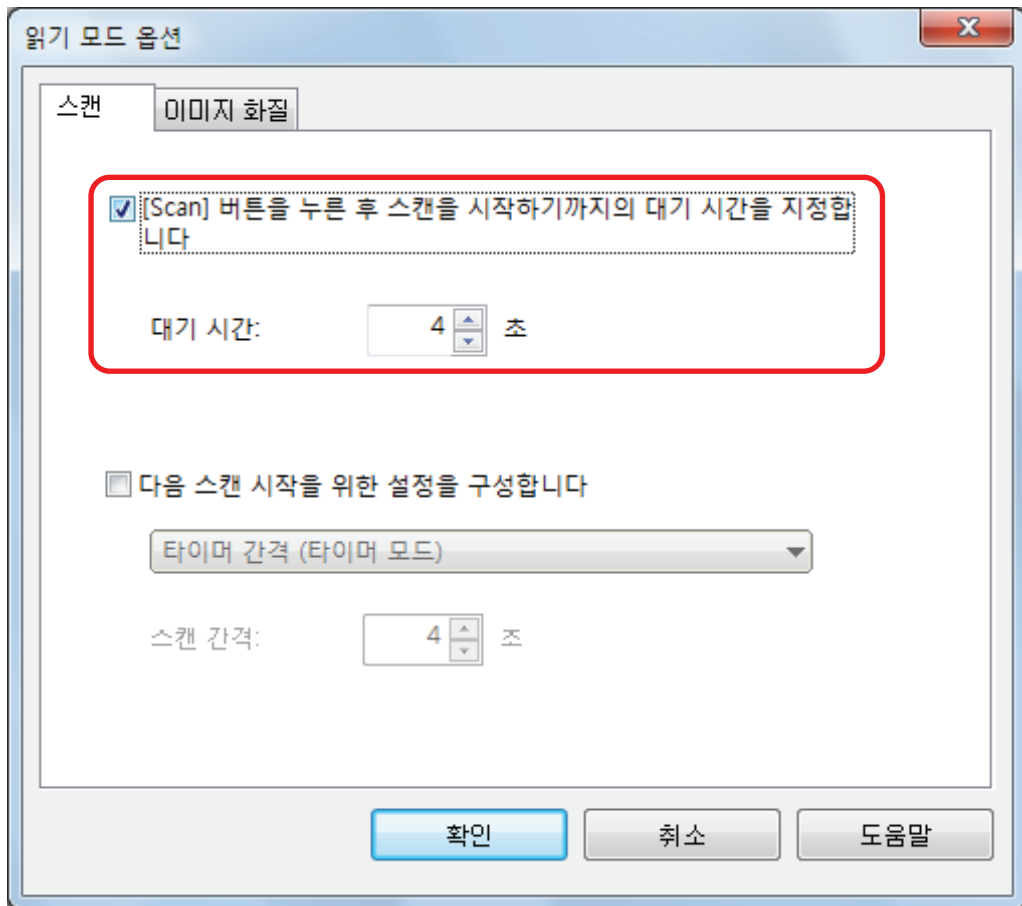 읽기 모드 옵션
스캔
이미지 화질
[Scan] 버튼을 누른 후 스캔을 시작하기까지의 대기 시간을 지정합
니다
대기 시간: 4 초
다음 스캔 시작을 위한 설정을 구성합니다
타이머 간격 (타이머 모드)
스캔 간격: 4 조
확인 취소 도움말